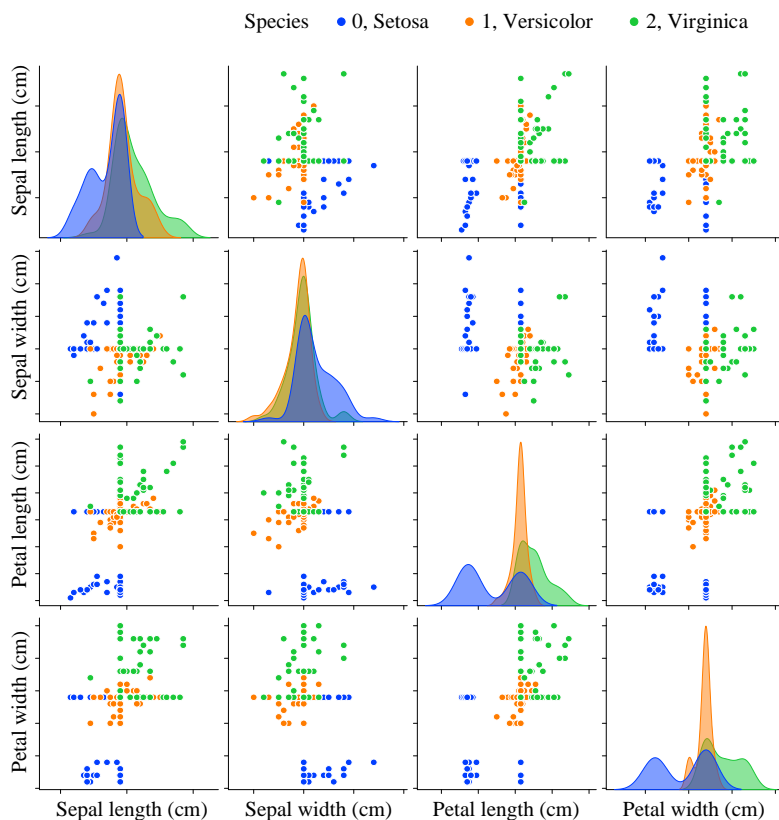 Species 0, Setosa 1, Versicolor 2, Virginica
Sepal length (cm)
Sepal width (cm)
Petal length (cm)
Petal width (cm)
Sepal length (cm) Sepal width (cm) Petal length (cm) Petal width (cm)